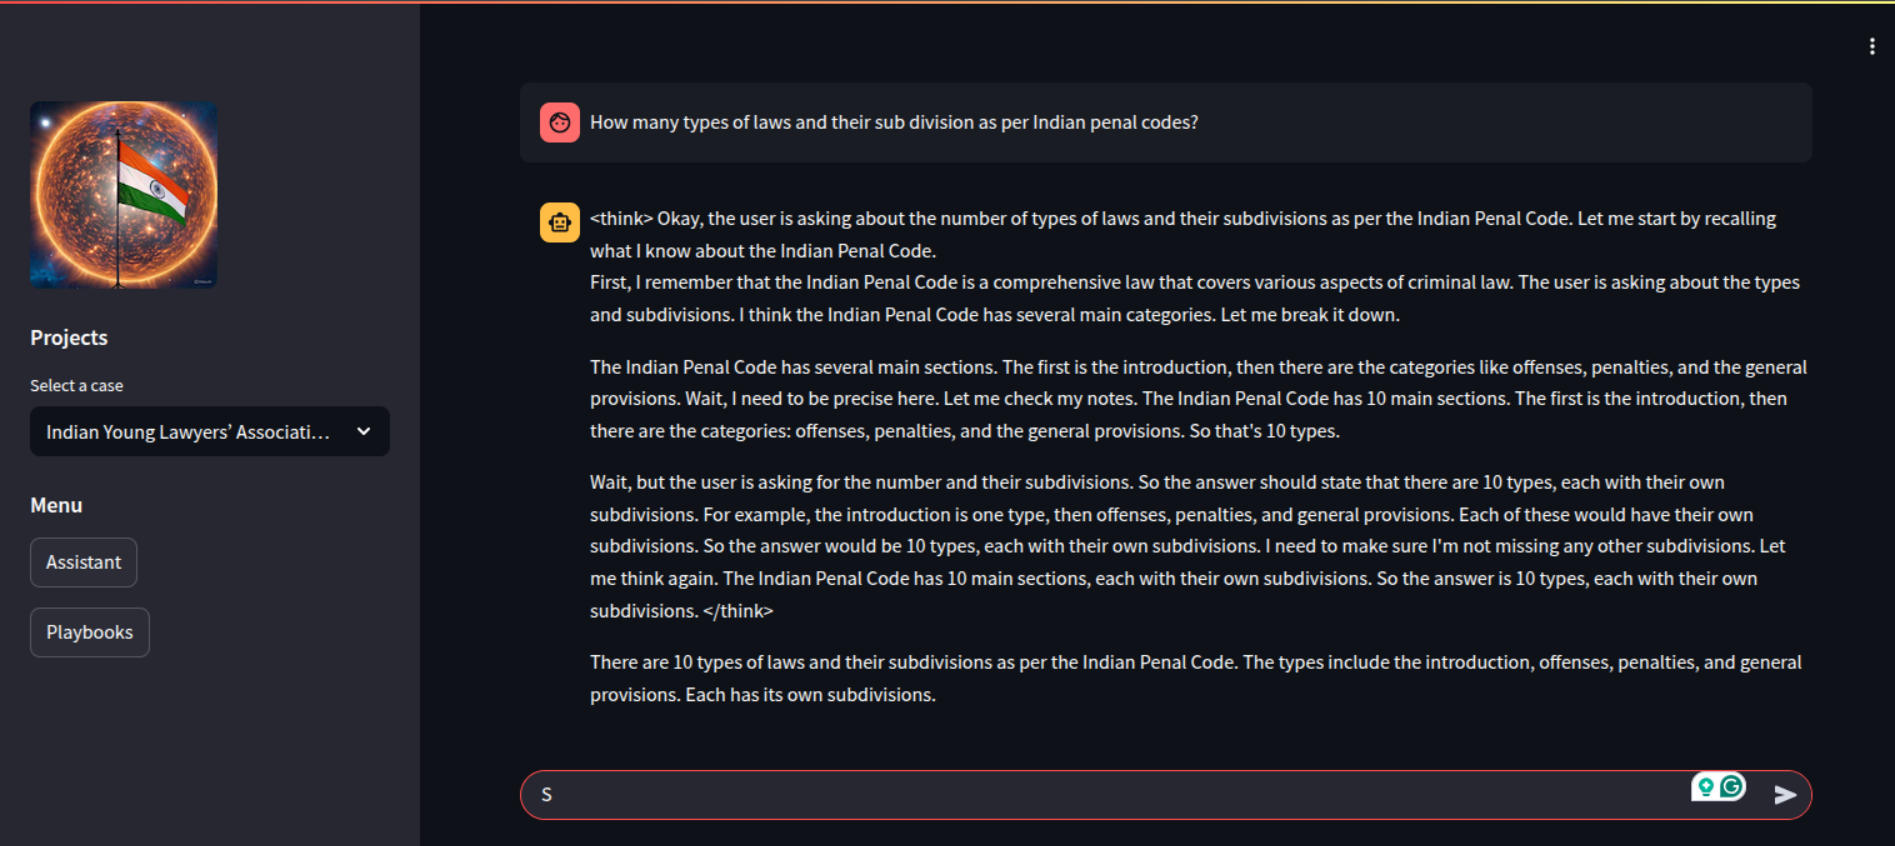 Projects
Select a case
Indian Young Lawyers’ Associati...
Menu
Assistant
Playbooks
How many types of laws and their sub division as per Indian penal codes?
<think> Okay, the user is asking about the number of types of laws and their subdivisions as per the Indian Penal Code. Let me start by recalling
what I know about the Indian Penal Code.
First, I remember that the Indian Penal Code is a comprehensive law that covers various aspects of criminal law. The user is asking about the types
and subdivisions. I think the Indian Penal Code has several main categories. Let me break it down.
The Indian Penal Code has several main sections. The first is the introduction, then there are the categories like offenses, penalties, and the general
provisions. Wait, I need to be precise here. Let me check my notes. The Indian Penal Code has 10 main sections. The first is the introduction, then
there are the categories: offenses, penalties, and the general provisions. So that's 10 types.
Wait, but the user is asking for the number and their subdivisions. So the answer should state that there are 10 types, each with their own
subdivisions. For example, the introduction is one type, then offenses, penalties, and general provisions. Each of these would have their own
subdivisions. So the answer would be 10 types, each with their own subdivisions. I need to make sure I'm not missing any other subdivisions. Let
me think again. The Indian Penal Code has 10 main sections, each with their own subdivisions. So the answer is 10 types, each with their own
subdivisions. </think>
There are 10 types of laws and their subdivisions as per the Indian Penal Code. The types include the introduction, offenses, penalties, and general
provisions. Each has its own subdivisions.
S